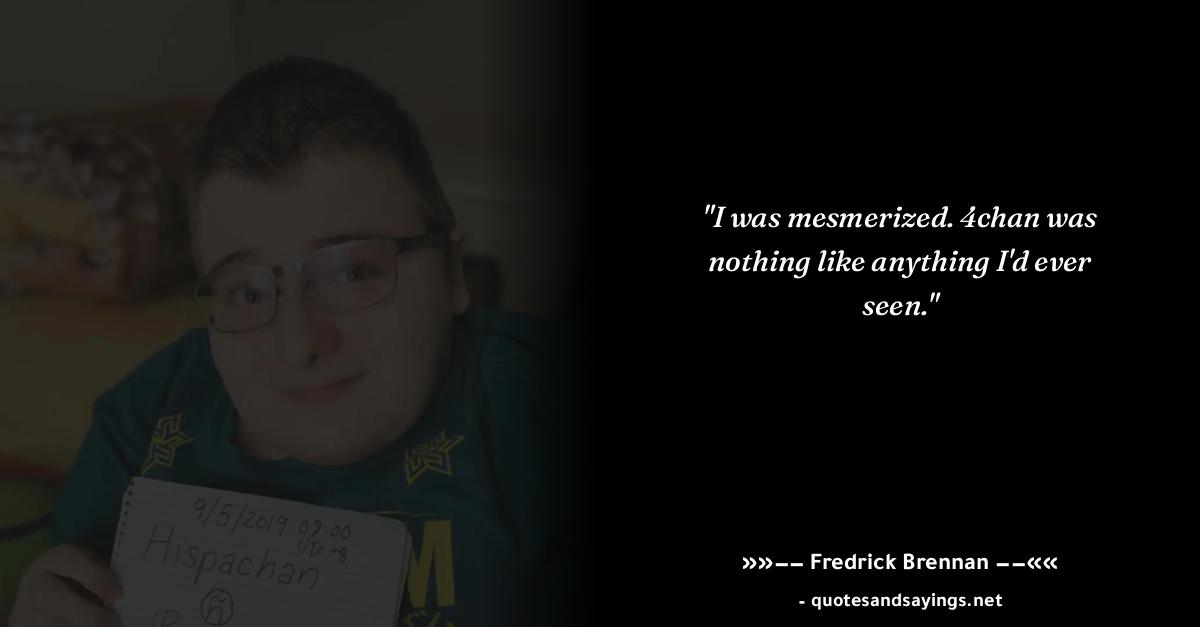 "I was mesmerized. 4chan was
nothing like anything I'd ever
seen."
»»−− Fredrick Brennan −−««
- quotesandsayings.net
9/5/2019 09:00
UTC +8
Hispachan
ñ
M